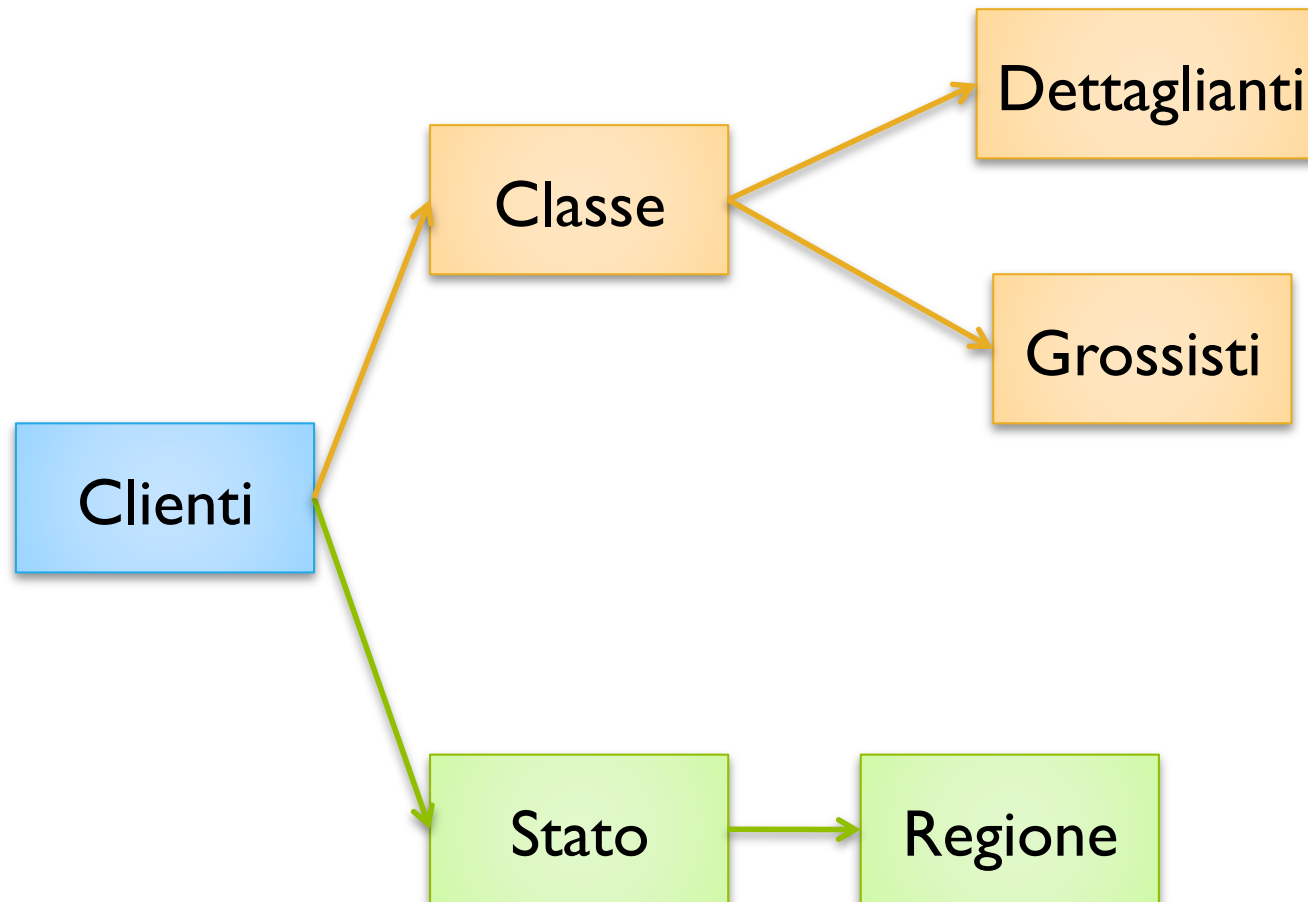 Dettaglianti
Classe
Grossisti
Clienti
Stato
Regione